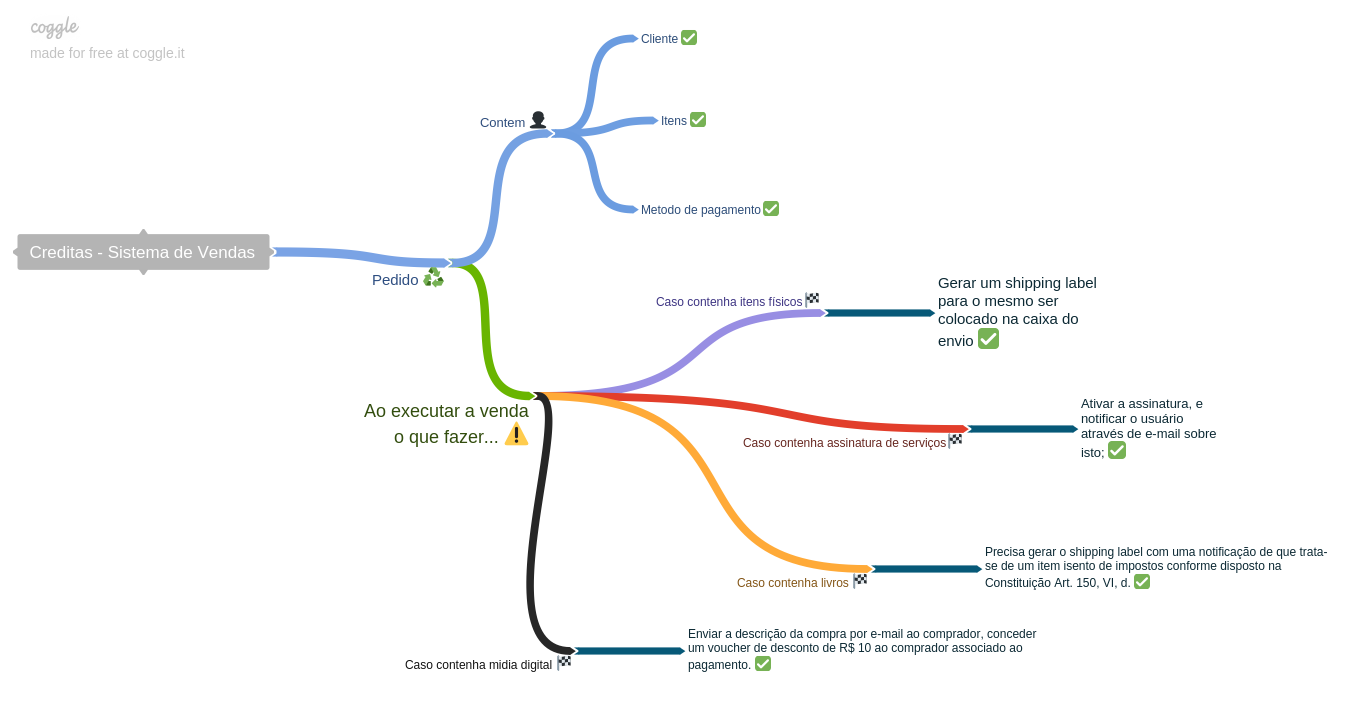 coggle
made for free at coggle.it
Cliente ✅
Contem 👤
Itens ✅
Metodo de pagamento ✅
Creditas - Sistema de Vendas
Pedido ♻️
Caso contenha itens físicos 🏁
Gerar um shipping label
para o mesmo ser
colocado na caixa do
envio ✅
Ao executar a venda
o que fazer... ⚠️
Caso contenha assinatura de serviços 🏁
Ativar a assinatura, e
notificar o usuário
através de e-mail sobre
isto; ✅
Caso contenha livros 🏁
Precisa gerar o shipping label com uma notificação de que trata-
se de um item isento de impostos conforme disposto na
Constituição Art. 150, VI, d. ✅
Caso contenha midia digital 🏁
Enviar a descrição da compra por e-mail ao comprador, conceder
um voucher de desconto de R$ 10 ao comprador associado ao
pagamento. ✅